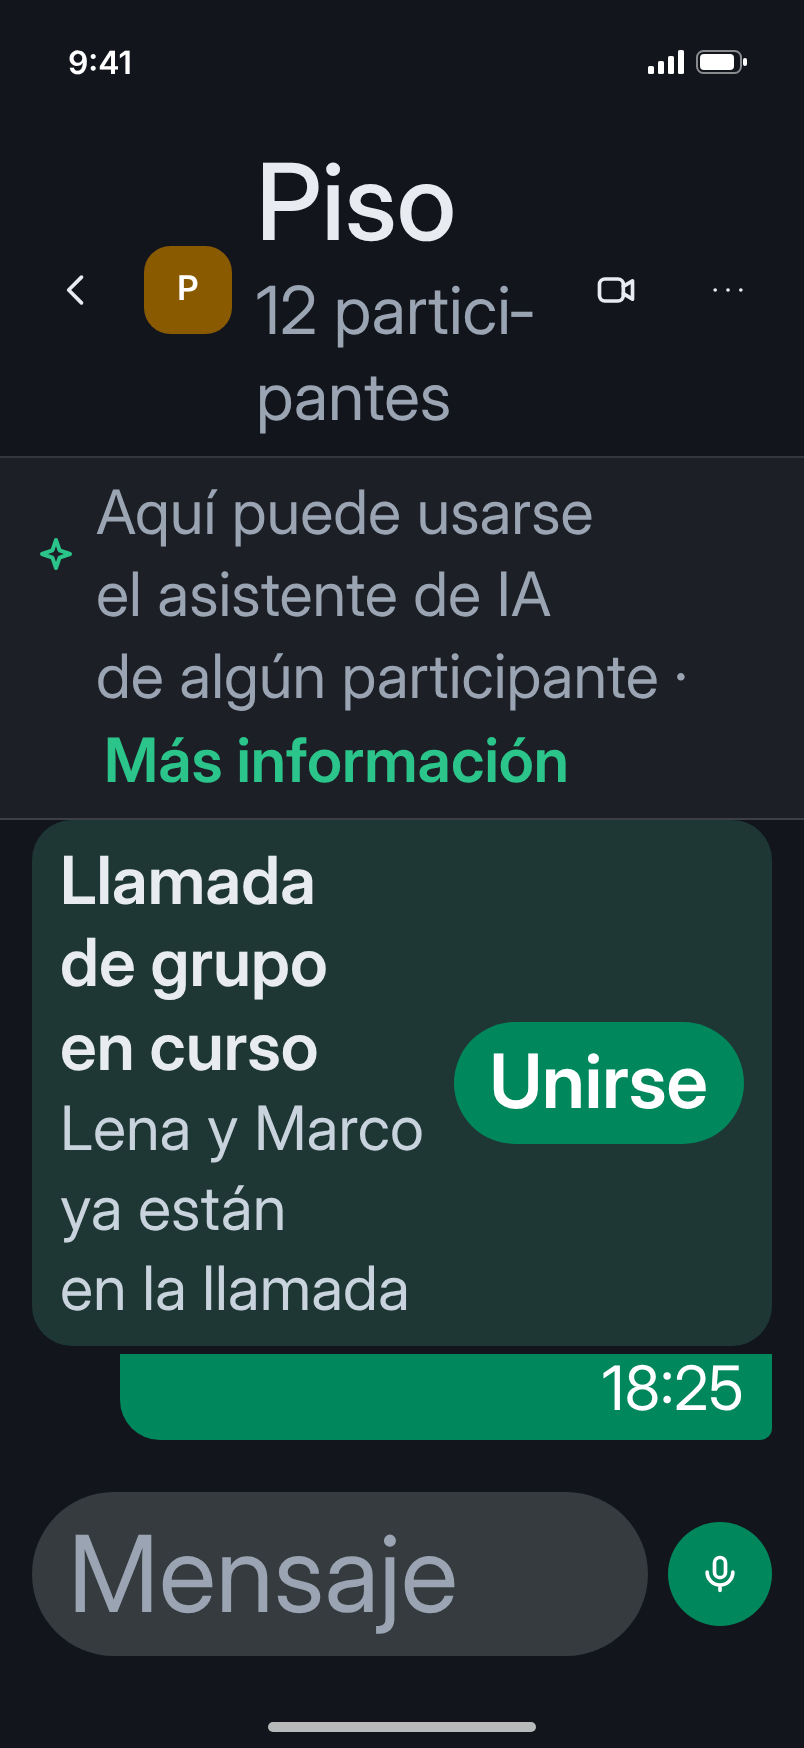 9:41
Piso
P
12 partici-
pantes
Aquí puede usarse
el asistente de IA
de algún participante ·
Más información
Llamada
de grupo
en curso
Unirse
Lena y Marco
ya están
en la llamada
18:25
Mensaje